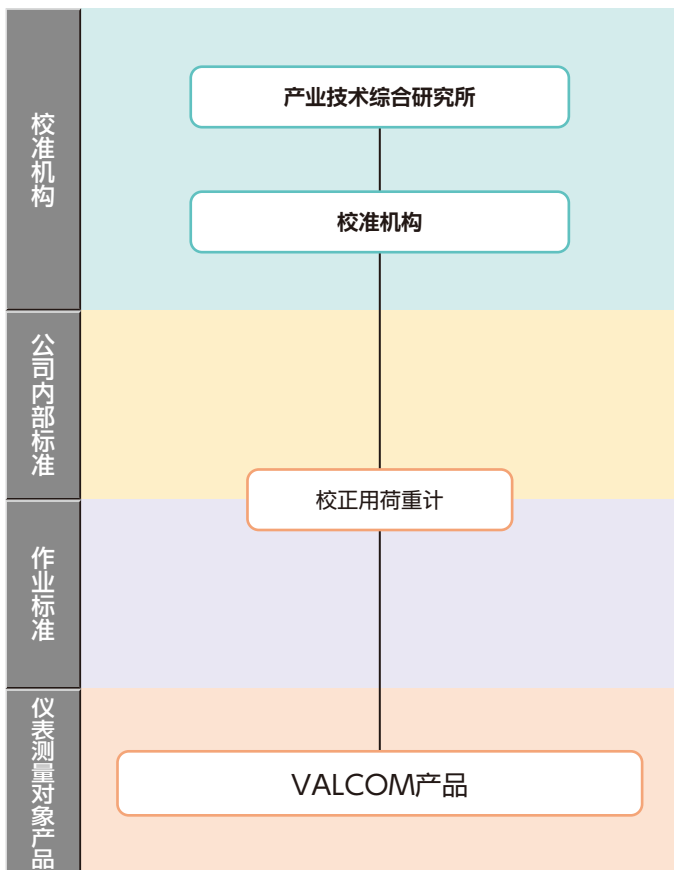 校准机构
产业技术综合研究所
校准机构
公司内部标准
校正用荷重计
作业标准
仪表测量对象产品
VALCOM产品